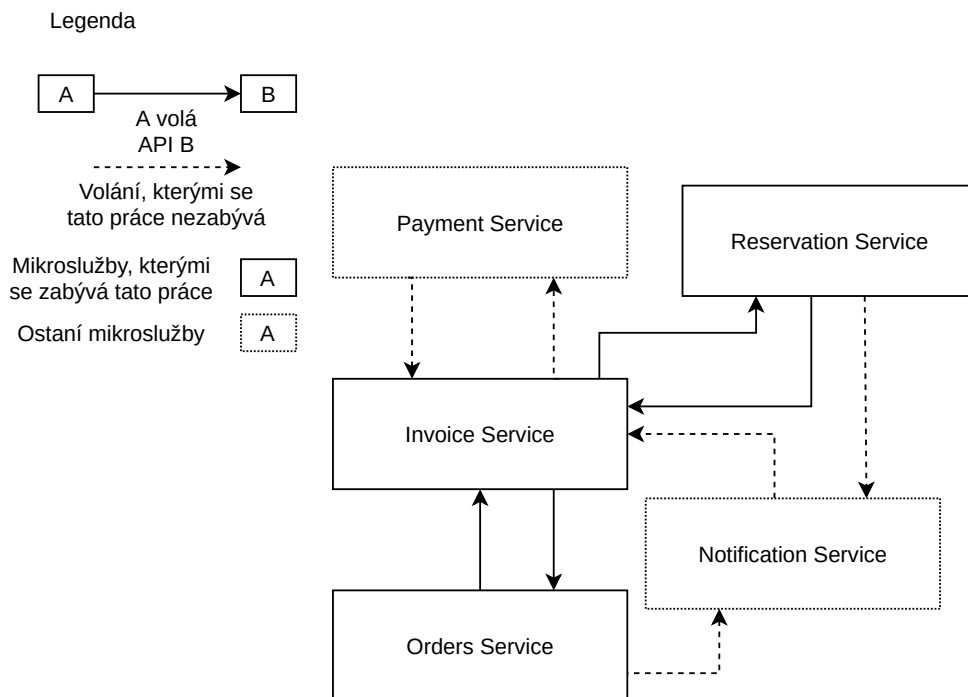 Legenda
A
B
A volá
API B
Volání, kterými se
tato práce nezabývá
Mikroslužby, kterými
se zabývá tato práce
A
Ostaní mikroslužby
A
Payment Service
Reservation Service
Invoice Service
Notification Service
Orders Service